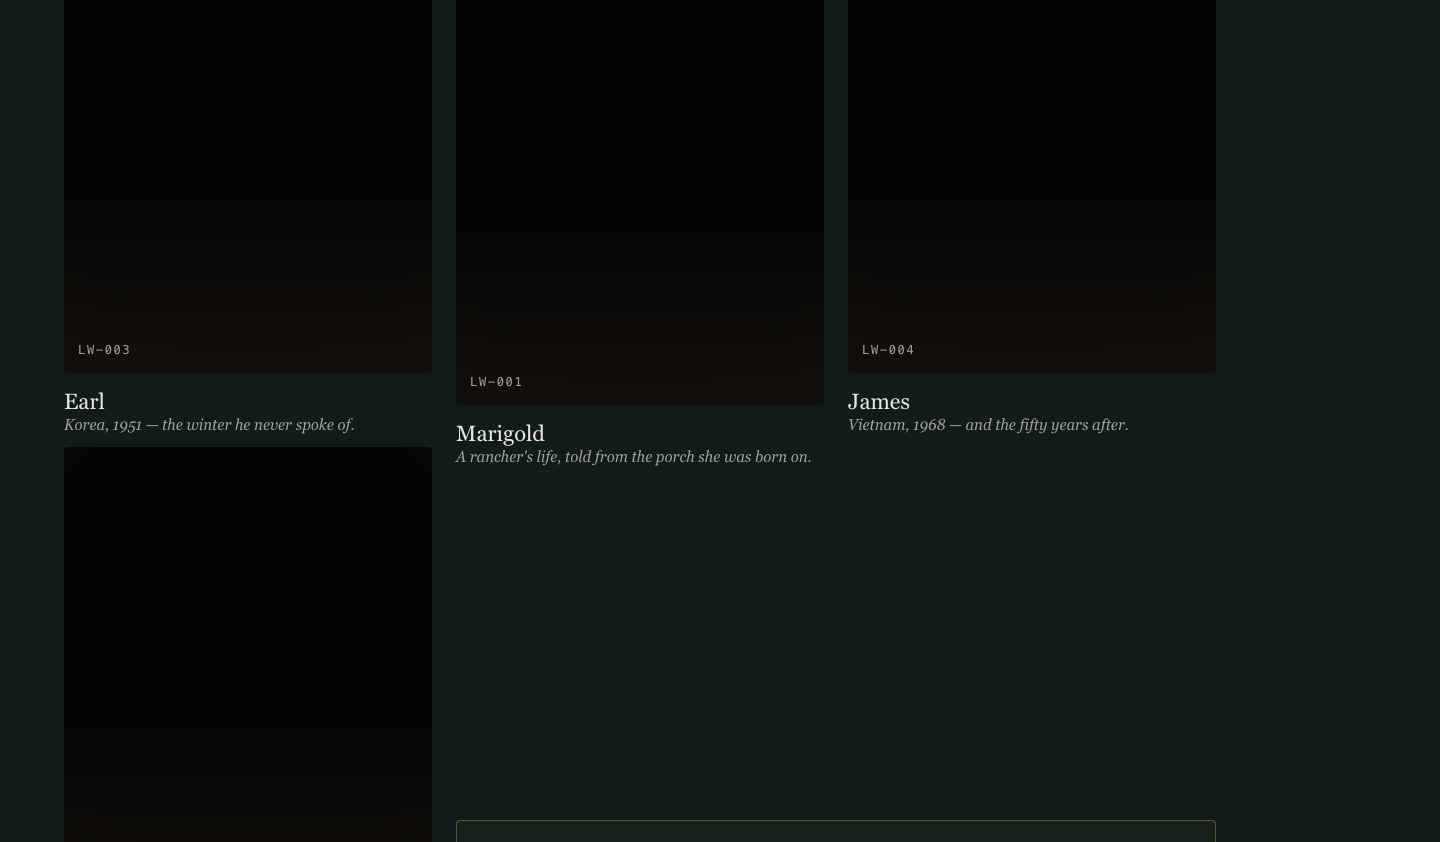 LW-003
Earl
Korea, 1951 — the winter he never spoke of.
LW-001
Marigold
A rancher's life, told from the porch she was born on.
LW-004
James
Vietnam, 1968 — and the fifty years after.